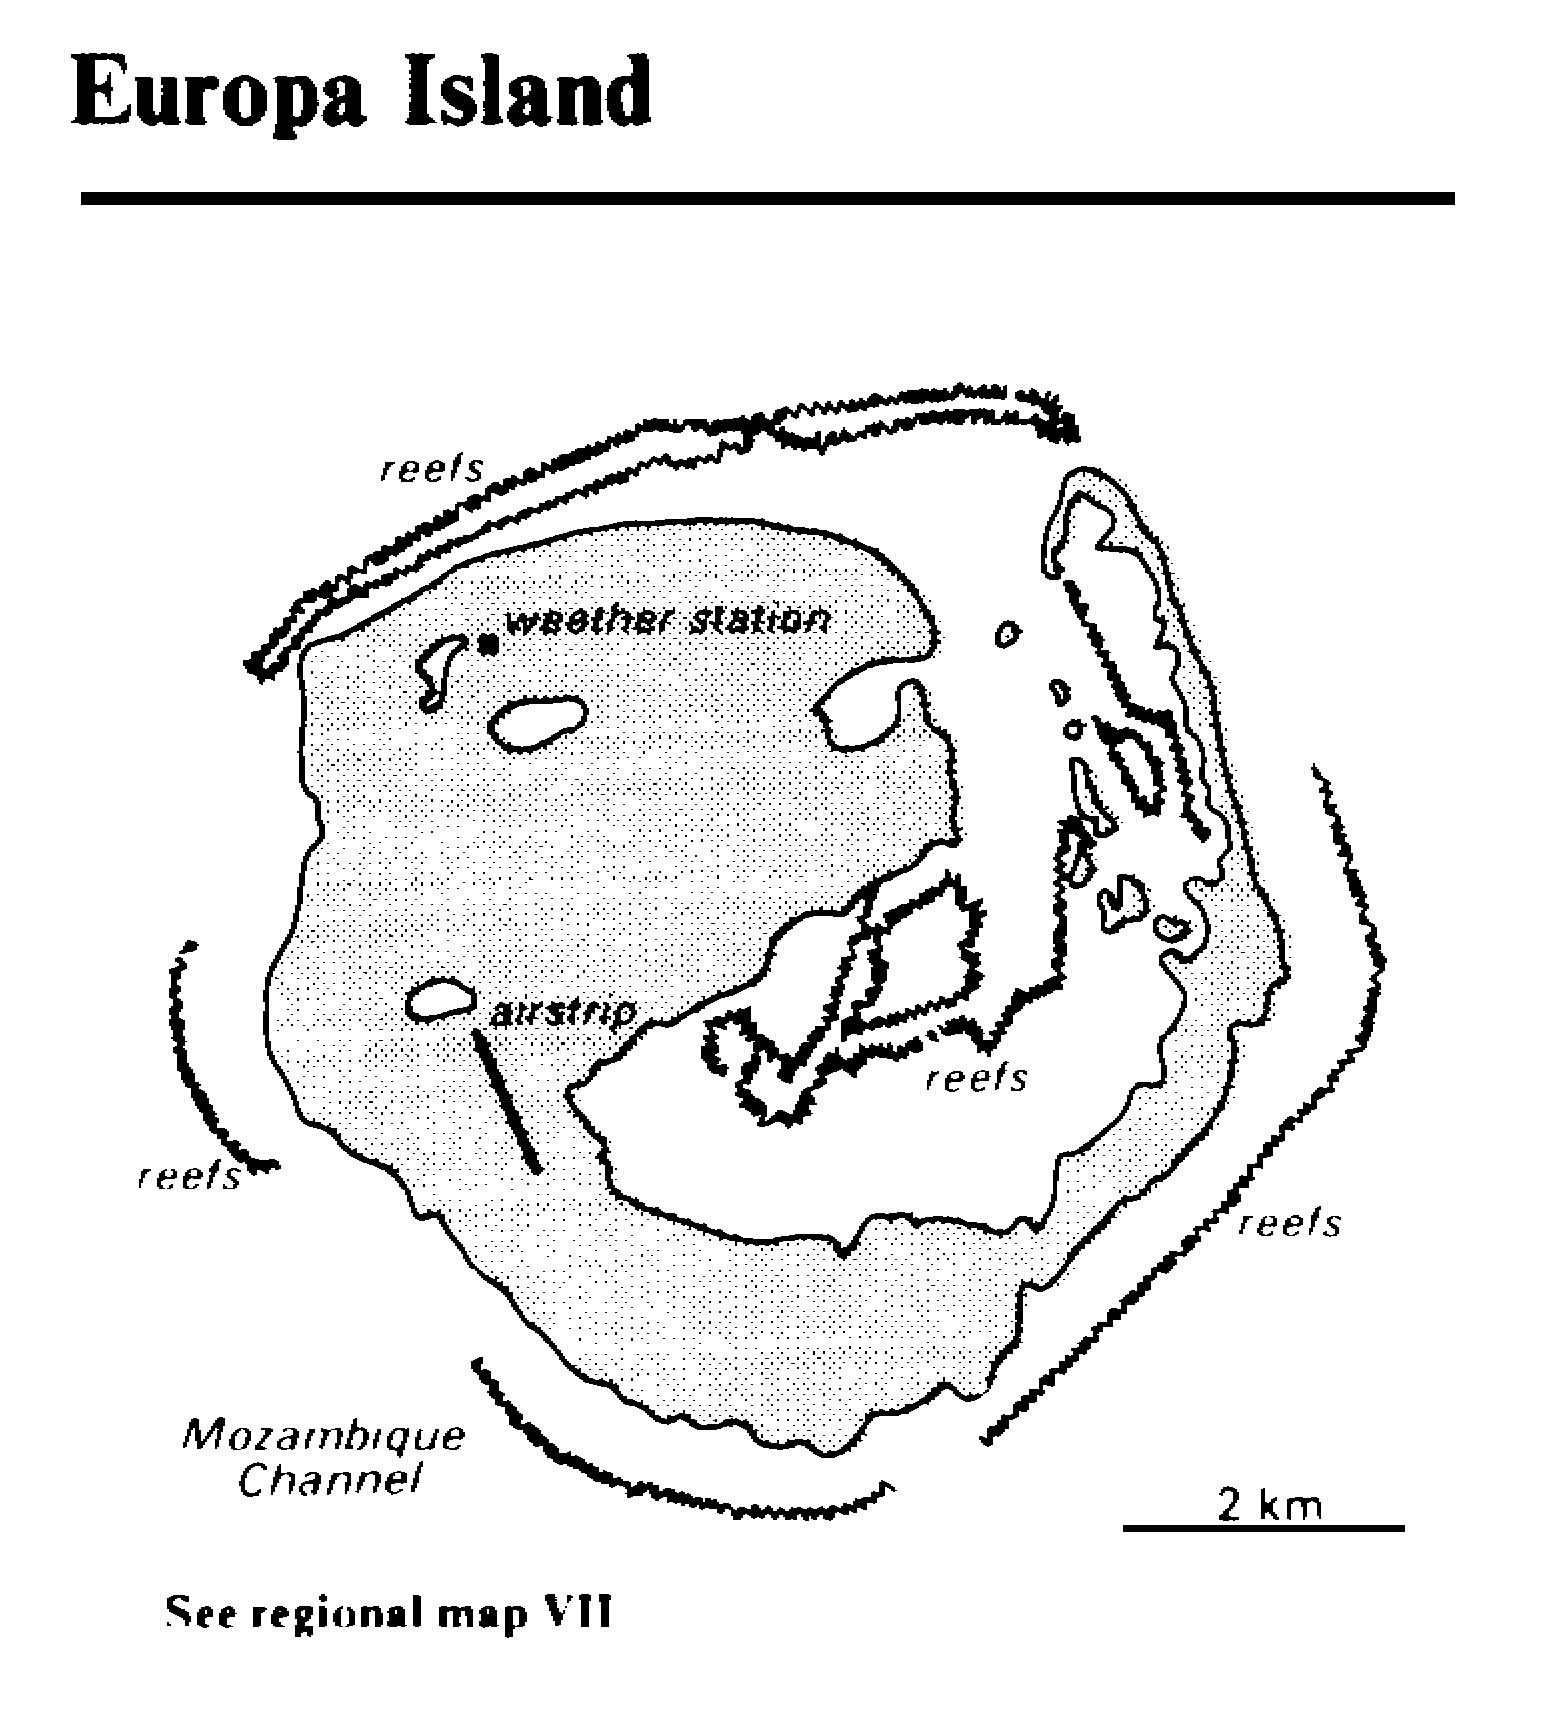 Europa Island
reefs
weather station
airstrip
reefs
reefs
reefs
Mozambique
Channel
2 km
See regional map VII